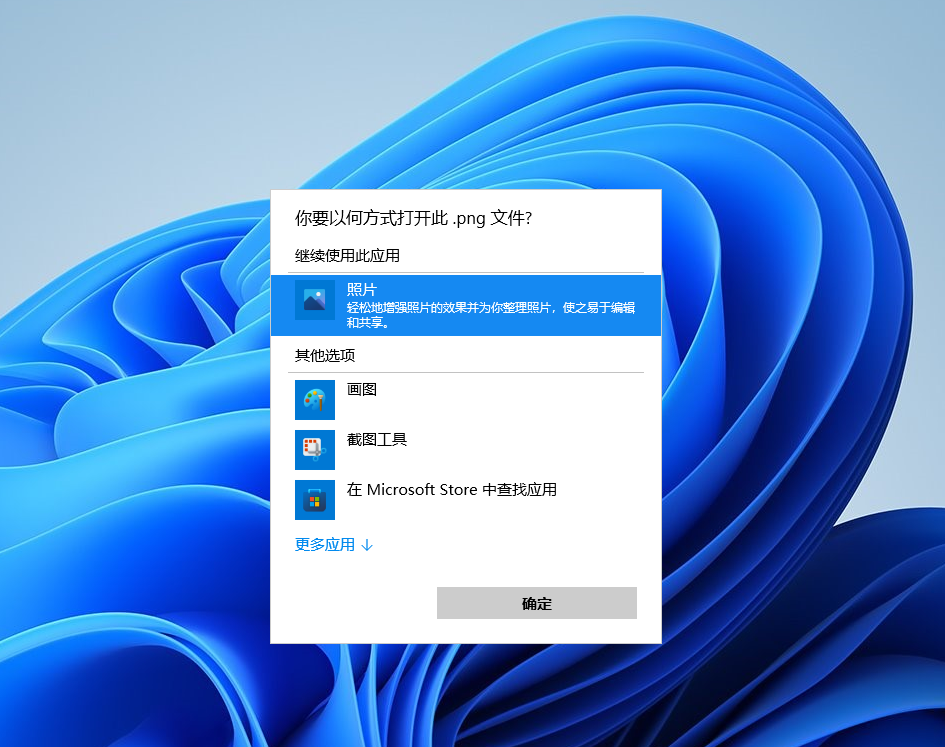 你要以何方式打开此 .png 文件?
继续使用此应用
照片
轻松地增强照片的效果并为你整理照片，使之易于编辑
和共享。
其他选项
画图
截图工具
在 Microsoft Store 中查找应用
更多应用 ↓
确定